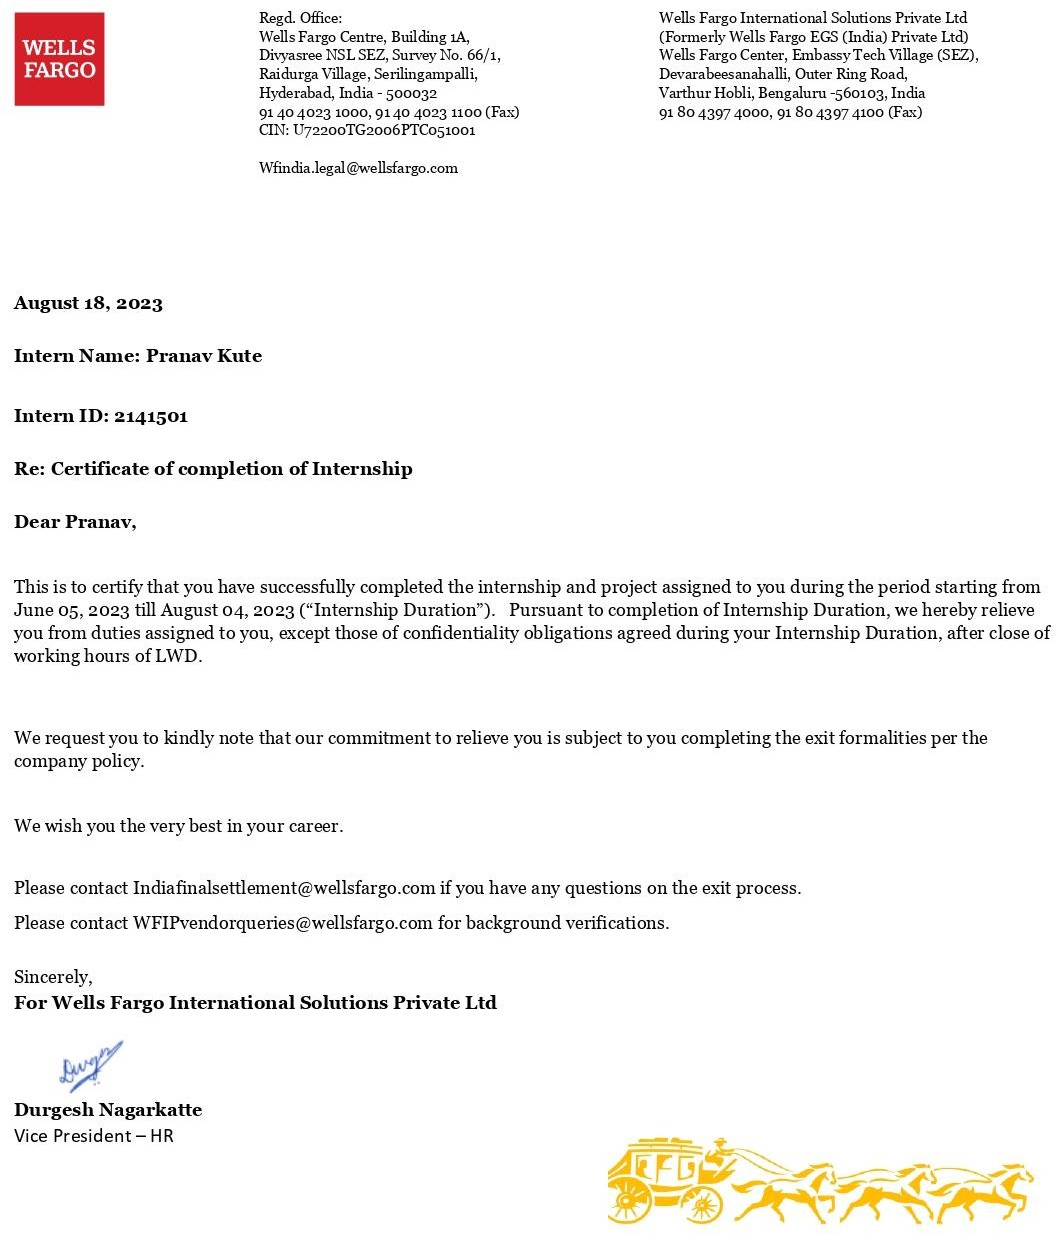 WELLS
FARGO
Regd. Office:
Wells Fargo Centre, Building 1A,
Divyasree NSL SEZ, Survey No. 66/1,
Raidurga Village, Serilingampalli,
Hyderabad, India - 500032
91 40 4023 1000, 91 40 4023 1100 (Fax)
CIN: U72200TG2006PTC051001
Wfindia.legal@wellsfargo.com
Wells Fargo International Solutions Private Ltd
(Formerly Wells Fargo EGS (India) Private Ltd)
Wells Fargo Center, Embassy Tech Village (SEZ),
Devarabeesanahalli, Outer Ring Road,
Varthur Hobli, Bengaluru -560103, India
91 80 4397 4000, 91 80 4397 4100 (Fax)
August 18, 2023
Intern Name: Pranav Kute
Intern ID: 2141501
Re: Certificate of completion of Internship
Dear Pranav,
This is to certify that you have successfully completed the internship and project assigned to you during the period starting from
June 05, 2023 till August 04, 2023 (“Internship Duration”).   Pursuant to completion of Internship Duration, we hereby relieve
you from duties assigned to you, except those of confidentiality obligations agreed during your Internship Duration, after close of
working hours of LWD.
We request you to kindly note that our commitment to relieve you is subject to you completing the exit formalities per the
company policy.
We wish you the very best in your career.
Please contact Indiafinalsettlement@wellsfargo.com if you have any questions on the exit process.
Please contact WFIPvendorqueries@wellsfargo.com for background verifications.
Sincerely,
For Wells Fargo International Solutions Private Ltd
Durgesh Nagarkatte
Vice President – HR